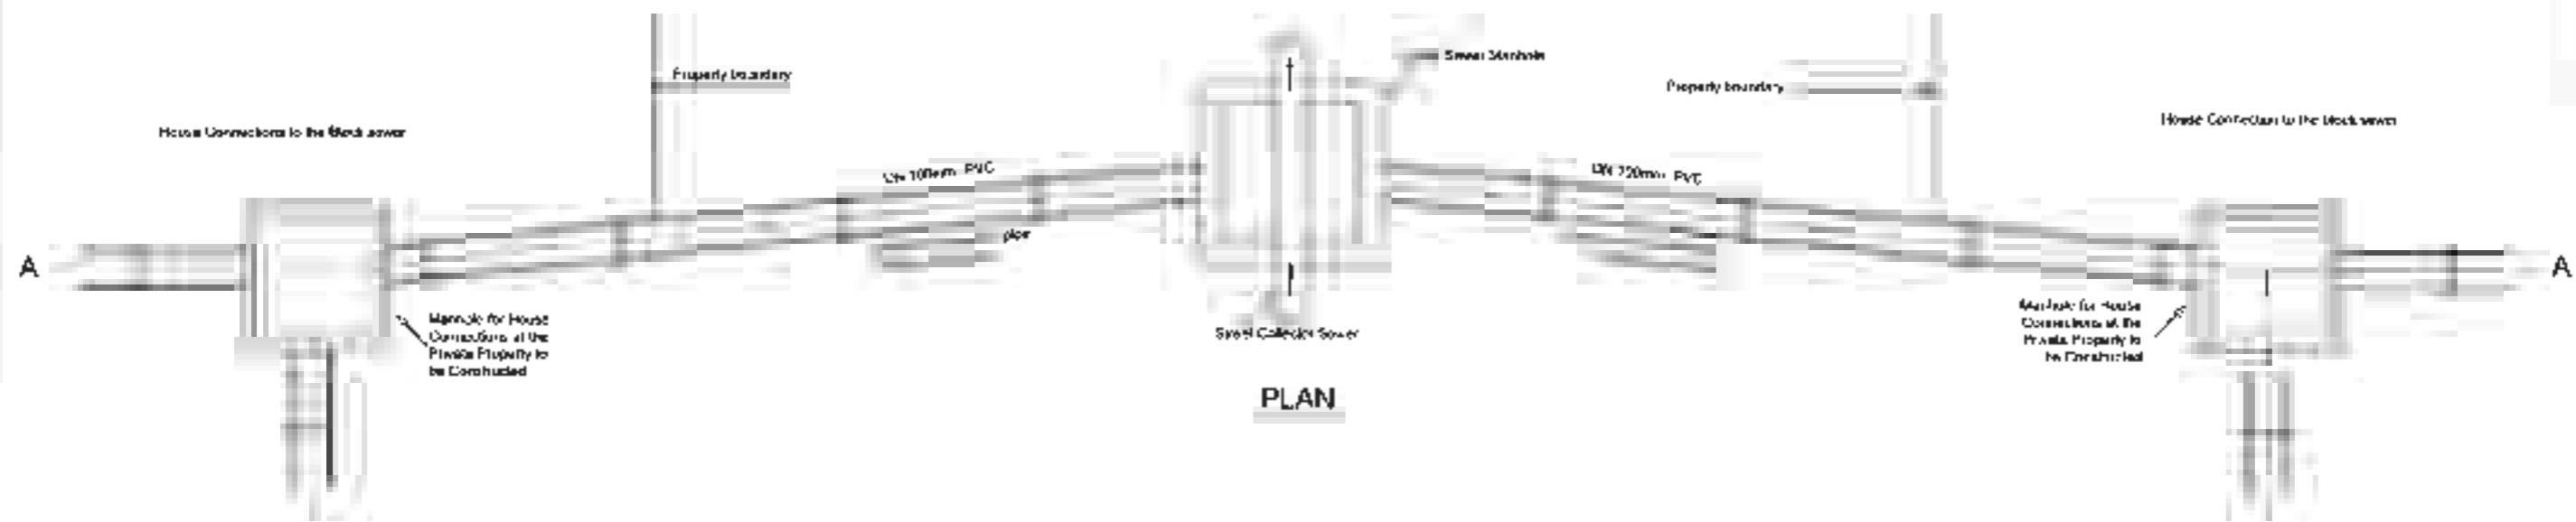 Sewer Manhole
Property boundary
Property boundary
House Connection to the block sewer
House Connections to the block sewer
PVC
PVC
pipe
A
A
Manhole for House
Connections at the
Private Property to
be Constructed
Manhole for House
Connections at the
Private Property to
be Constructed
Street Collector Sewer
PLAN